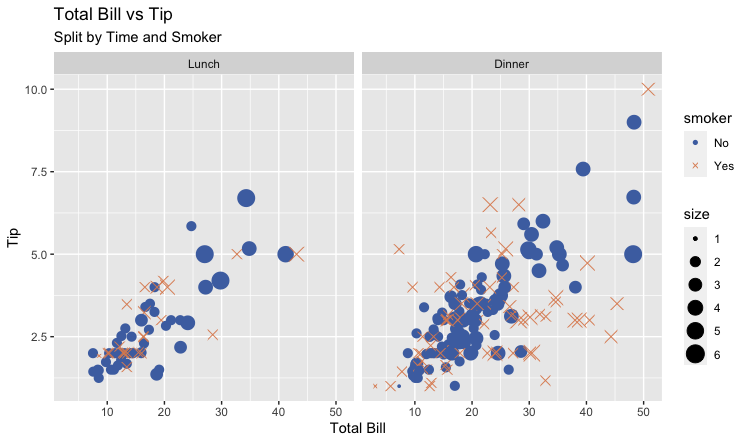 Total Bill vs Tip
Split by Time and Smoker
Lunch
Dinner
10.0
7.5
5.0
2.5
Tip
10 20 30 40 50
10 20 30 40 50
Total Bill
smoker
No
Yes
size
1
2
3
4
5
6